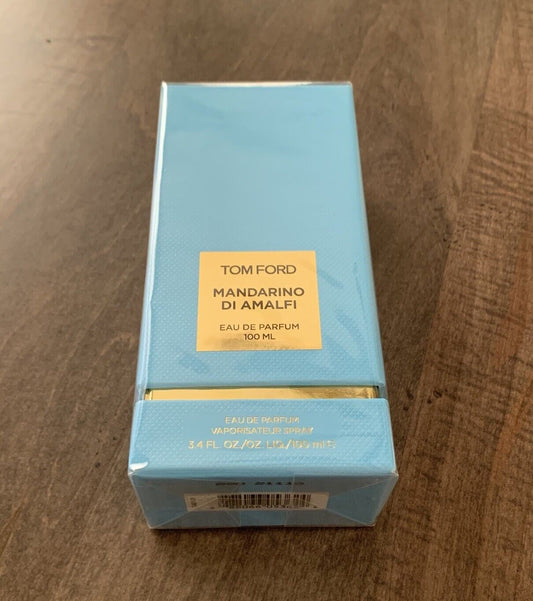 TOM FORD
MANDARINO
DI AMALFI
EAU DE PARFUM
100 ML
EAU DE PARFUM
VAPORISATEUR SPRAY
3.4 FL. OZ./OZ. LIQ./100 ml